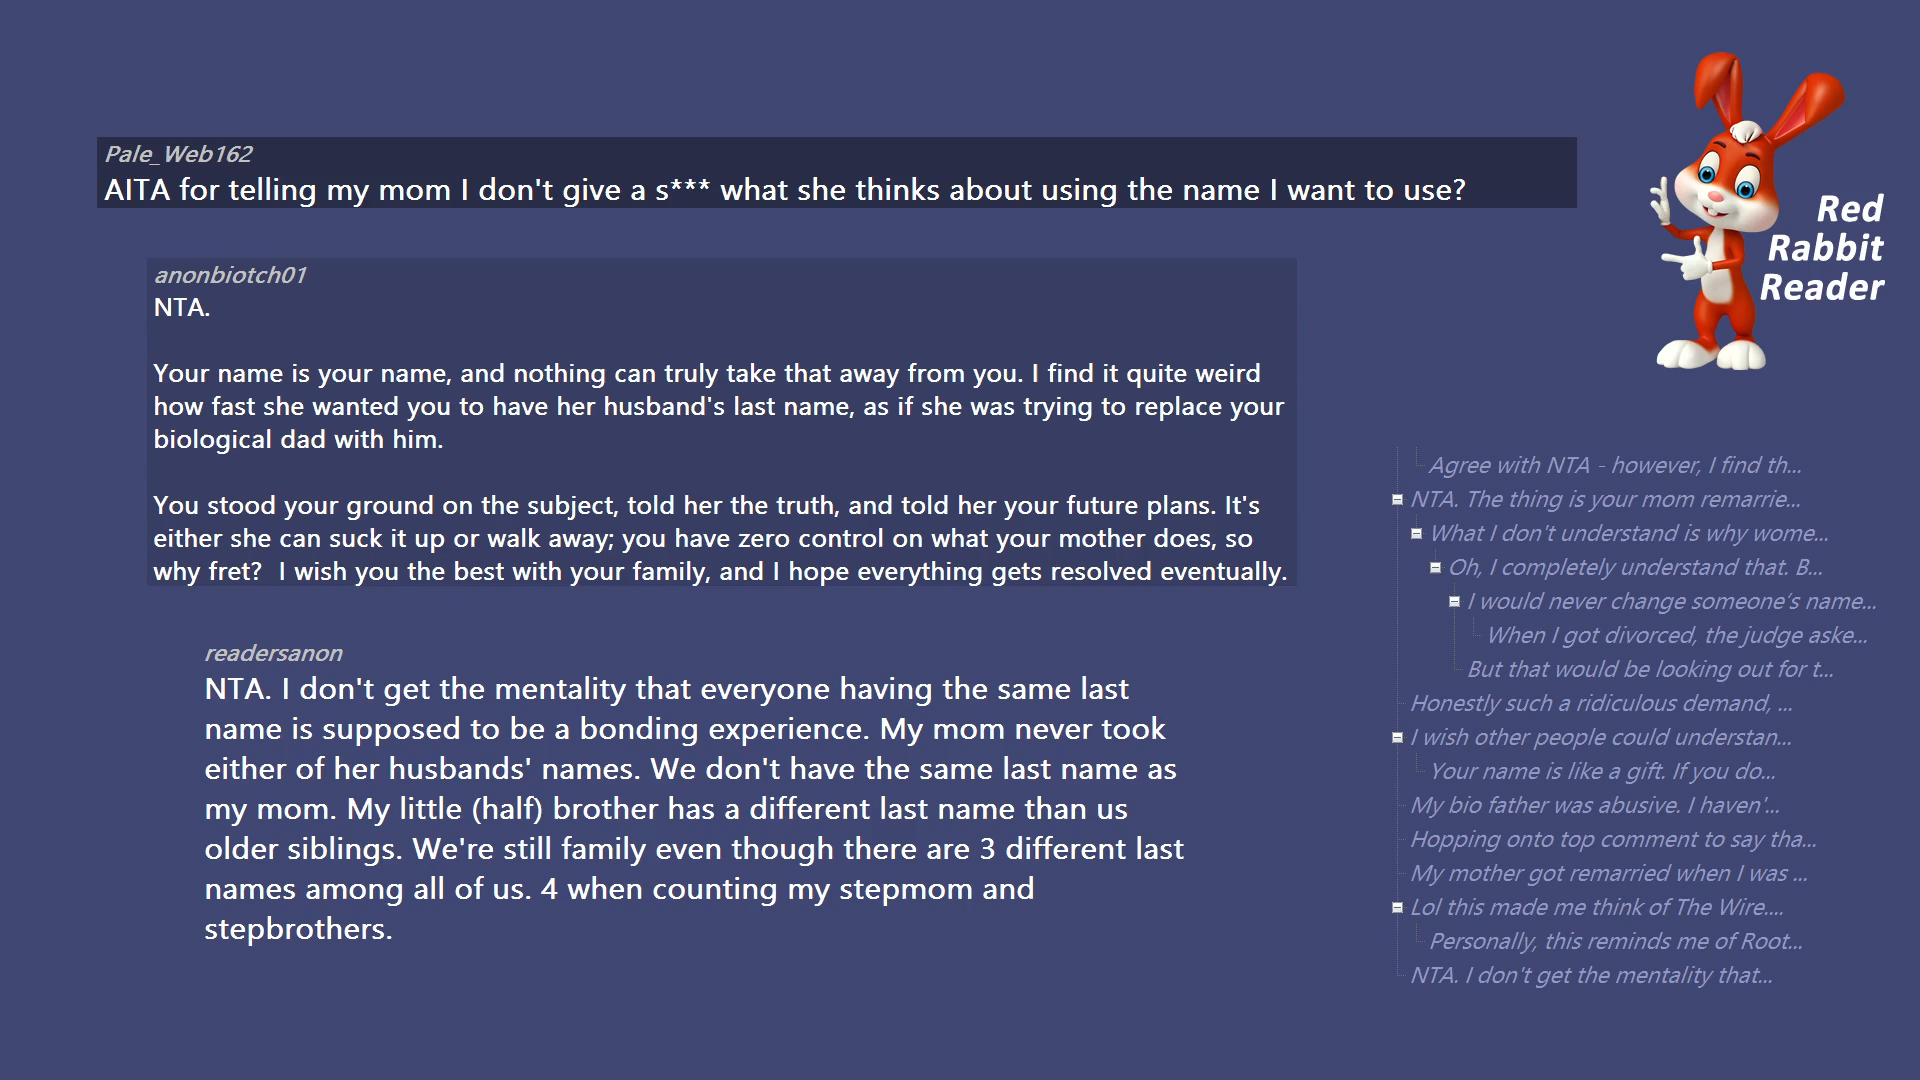 Pale_Web162
AITA for telling my mom I don't give a s*** what she thinks about using the name I want to use?
Red
Rabbit
Reader
anonbiotch01
NTA.
Your name is your name, and nothing can truly take that away from you. I find it quite weird
how fast she wanted you to have her husband's last name, as if she was trying to replace your
biological dad with him.
You stood your ground on the subject, told her the truth, and told her your future plans. It's
either she can suck it up or walk away; you have zero control on what your mother does, so
why fret?  I wish you the best with your family, and I hope everything gets resolved eventually.
readersanon
NTA. I don't get the mentality that everyone having the same last
name is supposed to be a bonding experience. My mom never took
either of her husbands' names. We don't have the same last name as
my mom. My little (half) brother has a different last name than us
older siblings. We're still family even though there are 3 different last
names among all of us. 4 when counting my stepmom and
stepbrothers.
Agree with NTA - however, I find th...
NTA. The thing is your mom remarrie...
What I don't understand is why wome...
Oh, I completely understand that. B...
I would never change someone’s name...
When I got divorced, the judge aske...
But that would be looking out for t...
Honestly such a ridiculous demand, ...
I wish other people could understan...
Your name is like a gift. If you do...
My bio father was abusive. I haven'...
Hopping onto top comment to say tha...
My mother got remarried when I was ...
Lol this made me think of The Wire....
Personally, this reminds me of Root...
NTA. I don't get the mentality that...